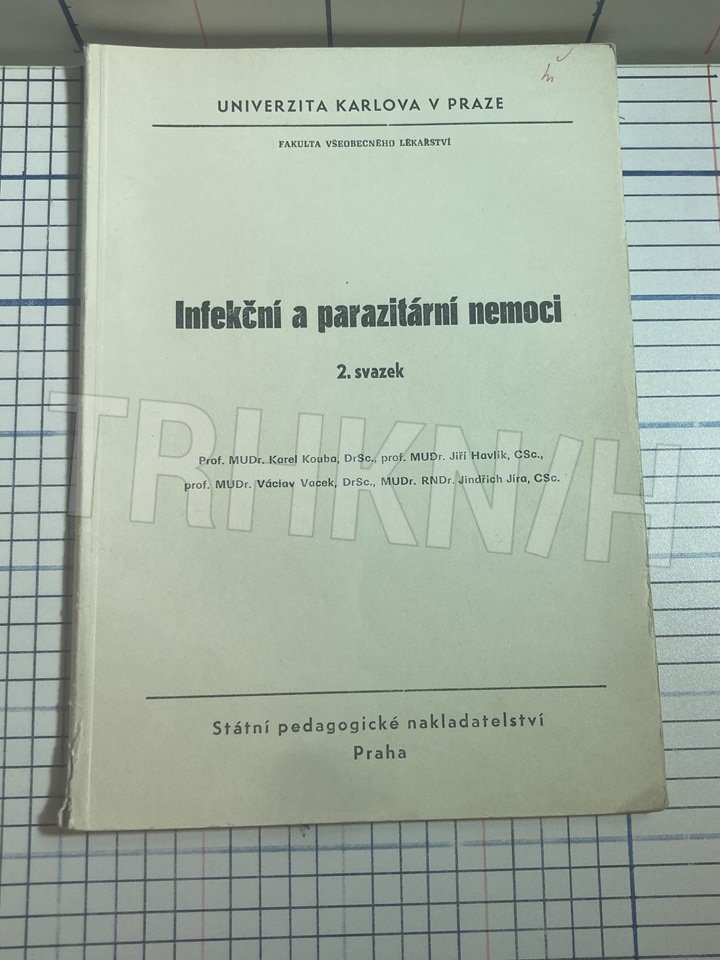 UNIVERZITA KARLOVA V PRAZE
FAKULTA VŠEOBECNÉHO LÉKAŘSTVÍ
Infekční a parazitární nemoci
2. svazek
Prof. MUDr. Karel Kouba, DrSc., prof. MUDr. Jiří Havlík, CSc.,
prof. MUDr. Václav Vacek, DrSc., MUDr. RNDr. Jindřich Jíra, CSc.
TRHKN/H
Státní pedagogické nakladatelství
Praha